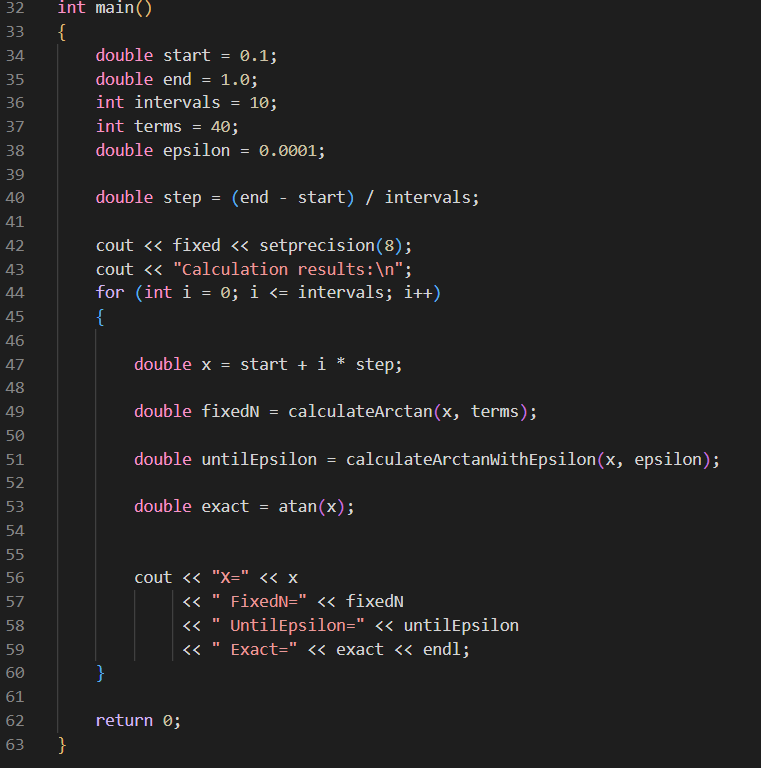 32 int main()
33 {
34 double start = 0.1;
35 double end = 1.0;
36 int intervals = 10;
37 int terms = 40;
38 double epsilon = 0.0001;
39
40 double step = (end - start) / intervals;
41
42 cout << fixed << setprecision(8);
43 cout << "Calculation results:\n";
44 for (int i = 0; i <= intervals; i++)
45 {
46
47 double x = start + i * step;
48
49 double fixedN = calculateArctan(x, terms);
50
51 double untilEpsilon = calculateArctanWithEpsilon(x, epsilon);
52
53 double exact = atan(x);
54
55
56 cout << "X=" << x
57 << " FixedN=" << fixedN
58 << " UntilEpsilon=" << untilEpsilon
59 << " Exact=" << exact << endl;
60 }
61
62 return 0;
63 }